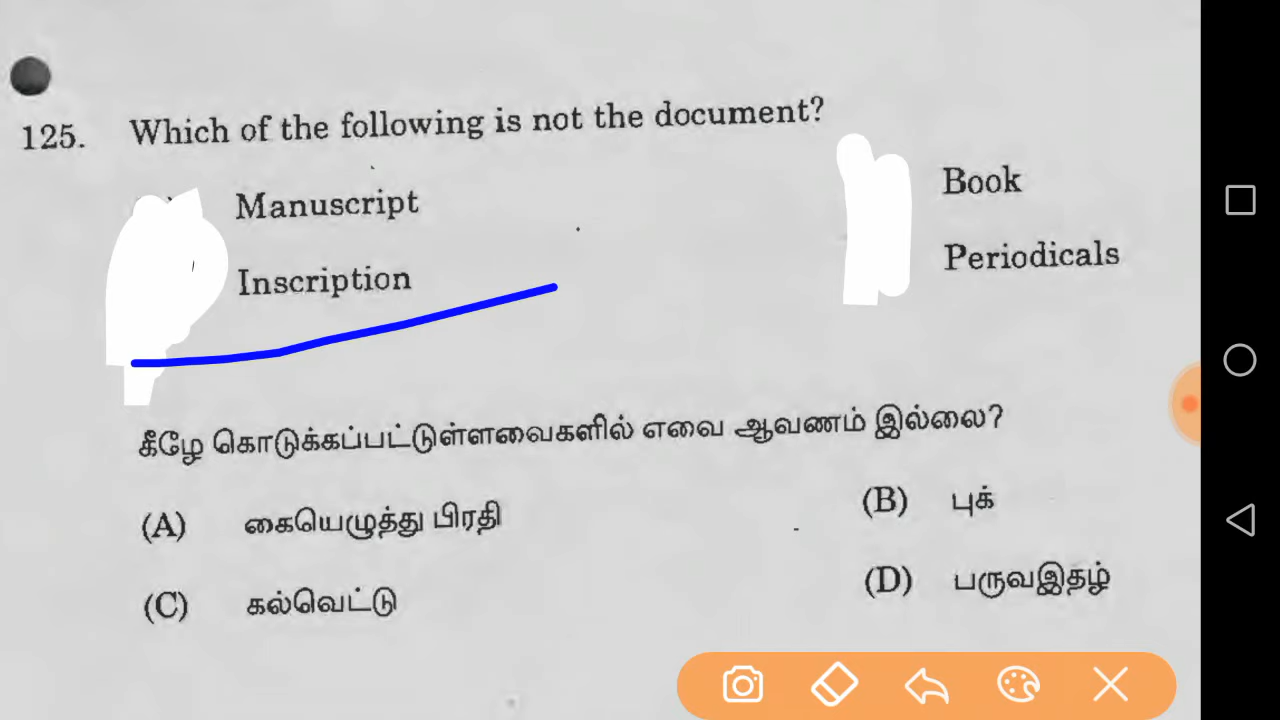 125. Which of the following is not the document?
Manuscript Book
Inscription Periodicals
கீழே கொடுக்கப்பட்டுள்ளவைகளில் எவை ஆவணம் இல்லை?
(A) கையெழுத்து பிரதி (B) புக்
(C) கல்வெட்டு (D) பருவஇதழ்